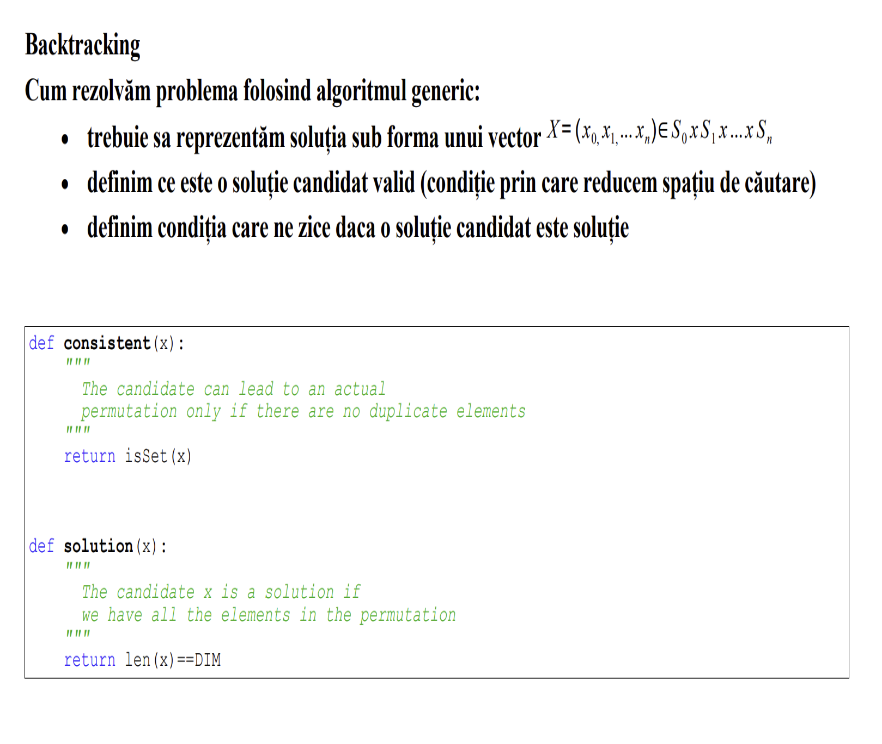 Backtracking
Cum rezolvăm problema folosind algoritmul generic:
• trebuie sa reprezentăm soluția sub forma unui vector X=(x₀, x₁, ... xₙ)∈S₀ x S₁ x ... x Sₙ
• definim ce este o soluție candidat valid (condiție prin care reducem spațiu de căutare)
• definim condiția care ne zice daca o soluție candidat este soluție
def consistent(x):
"""
The candidate can lead to an actual
permutation only if there are no duplicate elements
"""
return isSet(x)
def solution(x):
"""
The candidate x is a solution if
we have all the elements in the permutation
"""
return len(x)==DIM